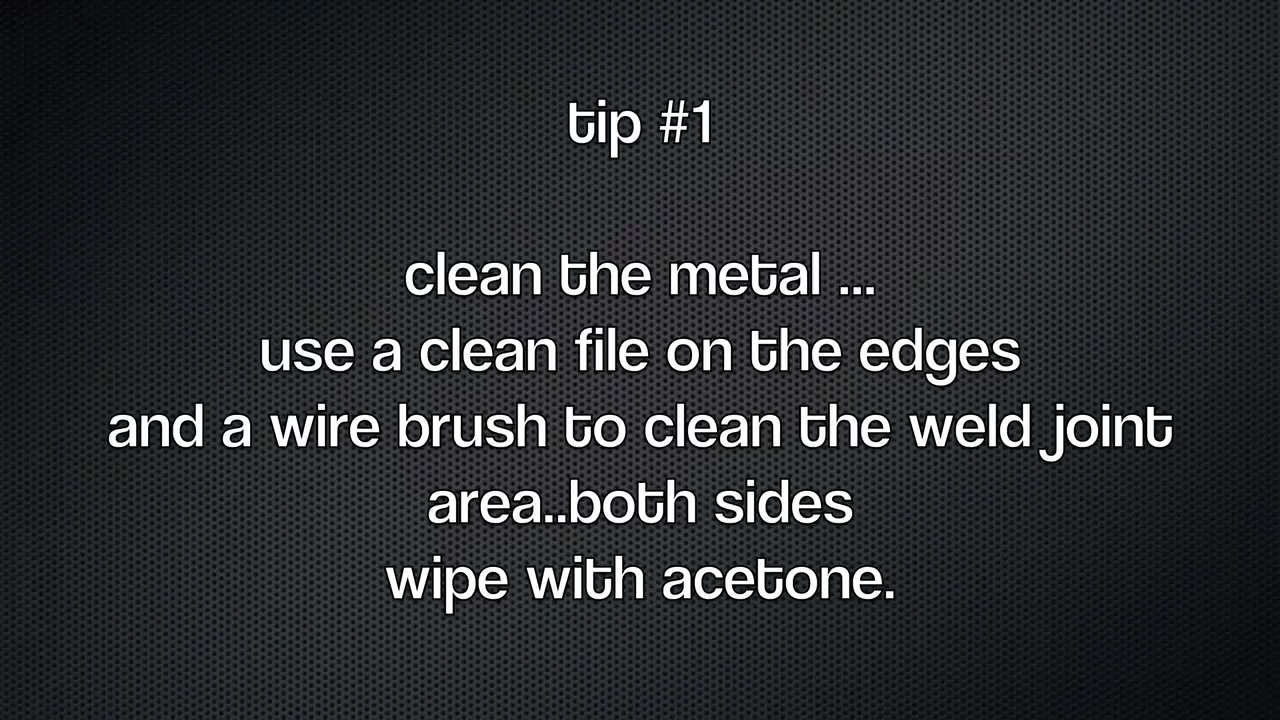 tip #1
clean the metal ...
use a clean file on the edges
and a wire brush to clean the weld joint
area..both sides
wipe with acetone.